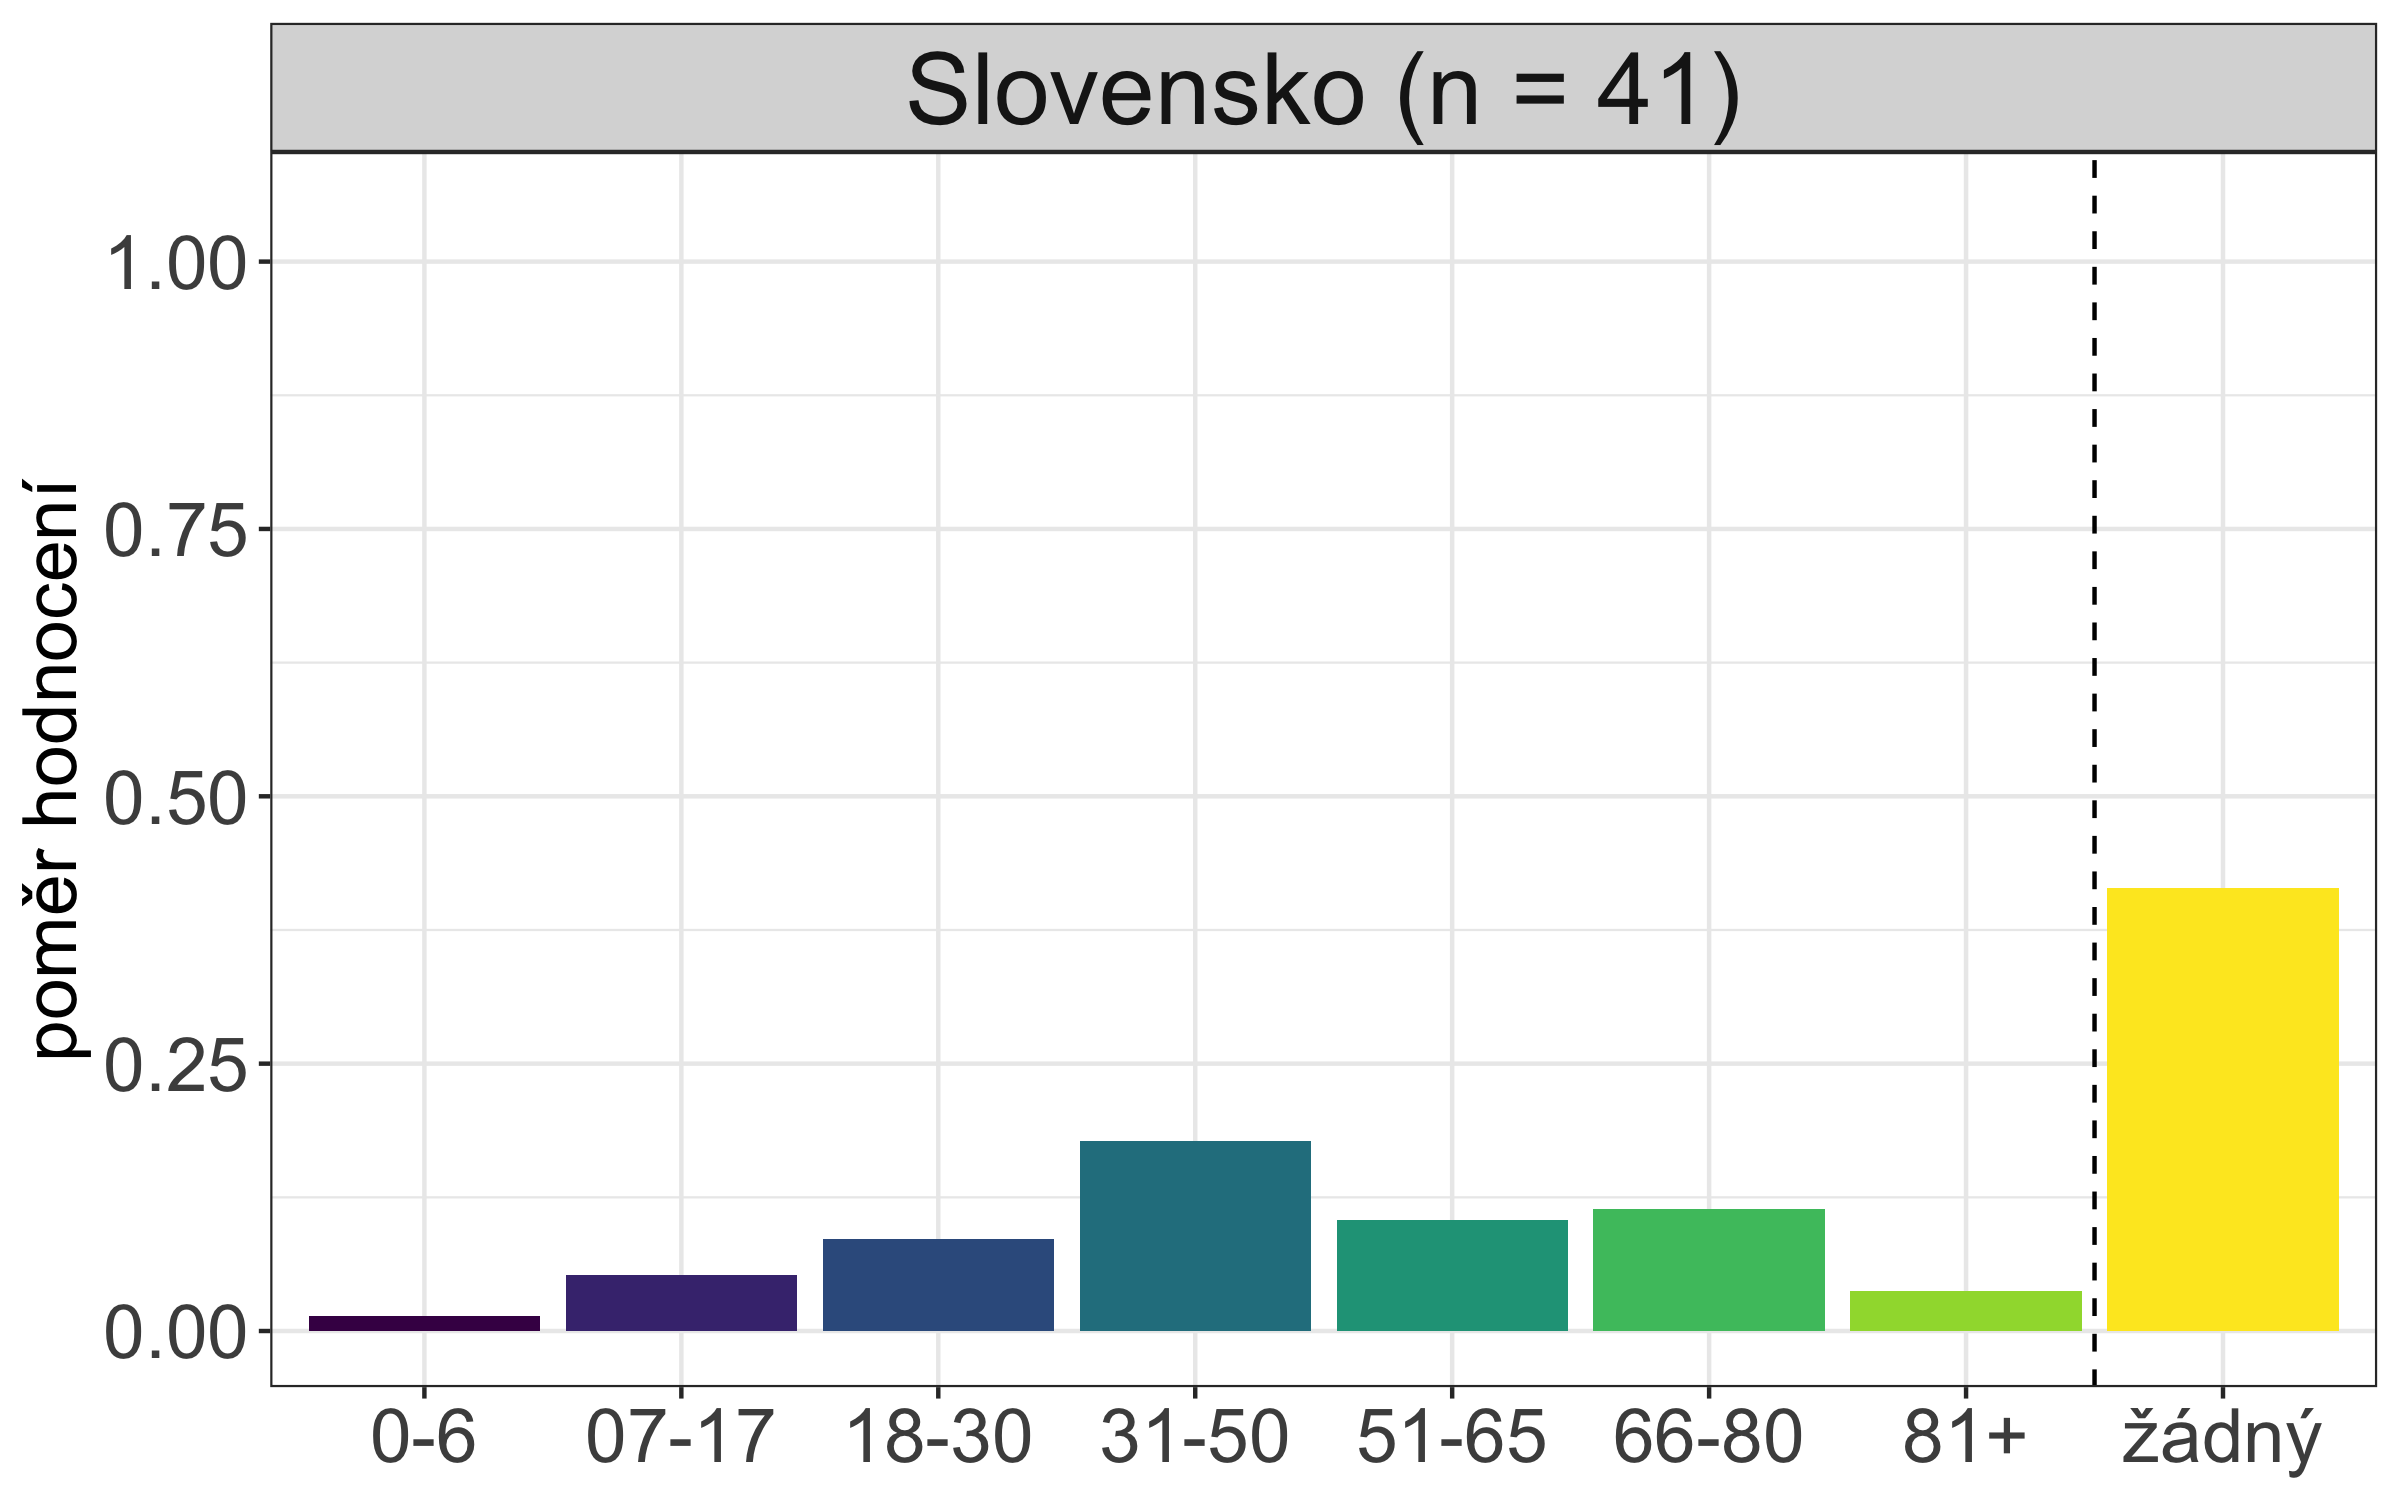 Slovensko (n = 41)
poměr hodnocení
1.00
0.75
0.50
0.25
0.00
0-6 07-17 18-30 31-50 51-65 66-80 81+ žádný